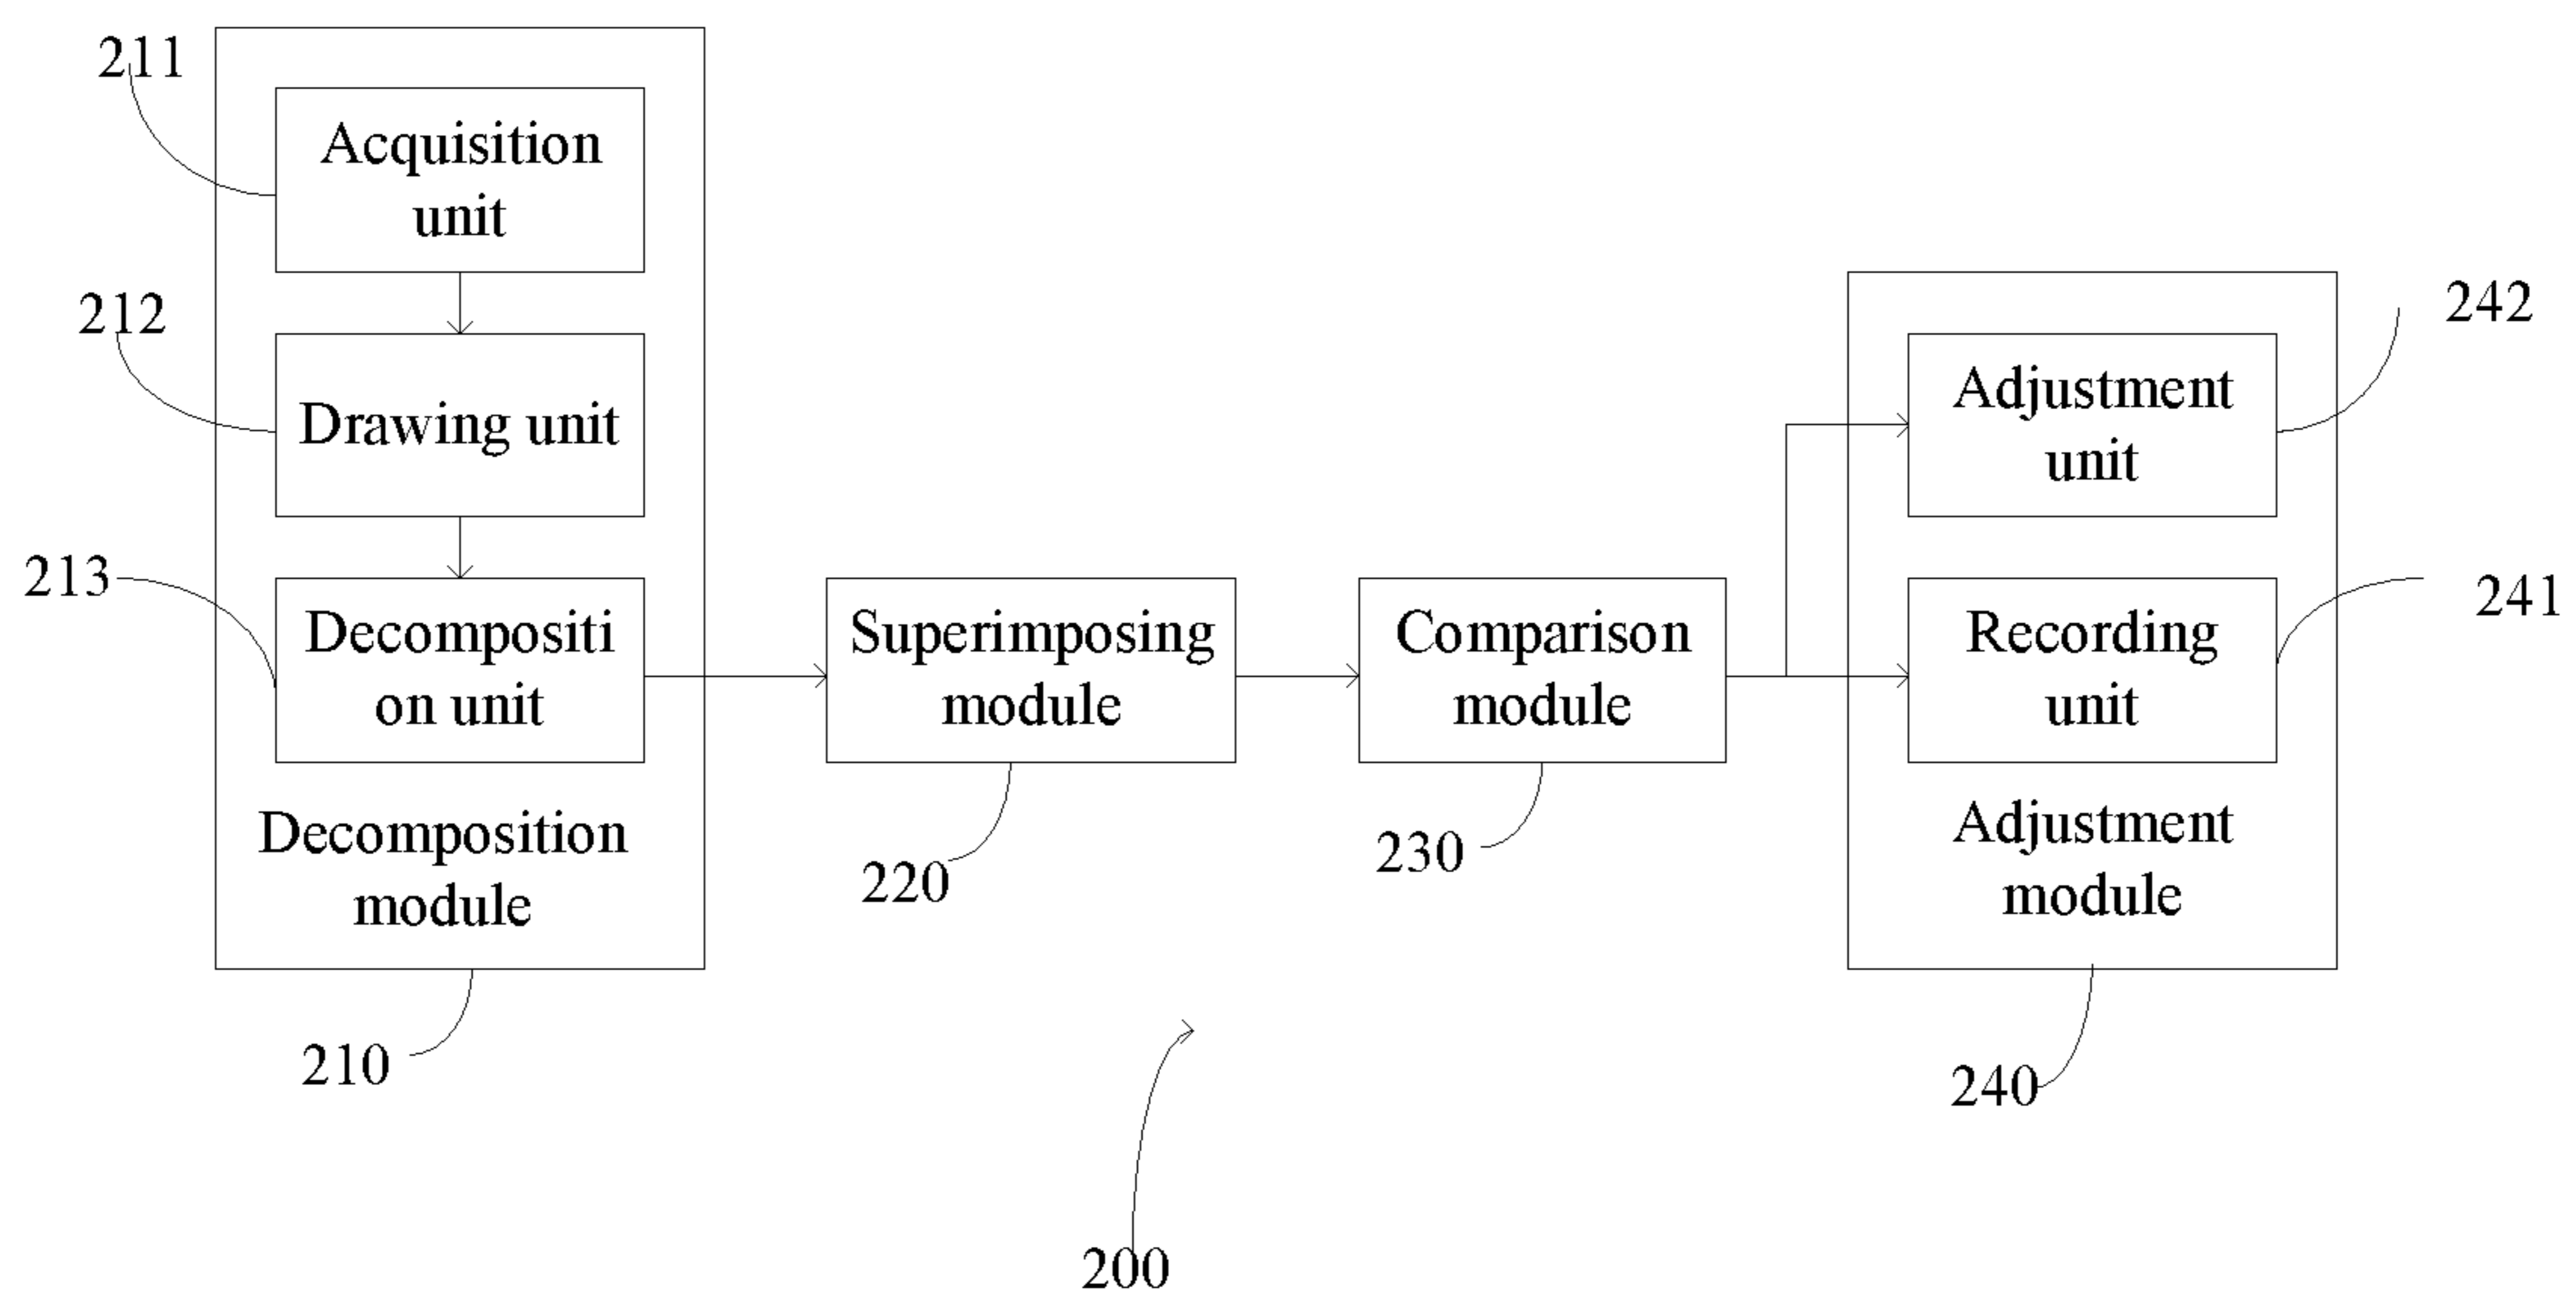 211
Acquisition
unit
212
Drawing unit
213
Decompositi
on unit
Decomposition
module
210
Superimposing
module
220
Comparison
module
230
242
Adjustment
unit
241
Recording
unit
Adjustment
module
240
200